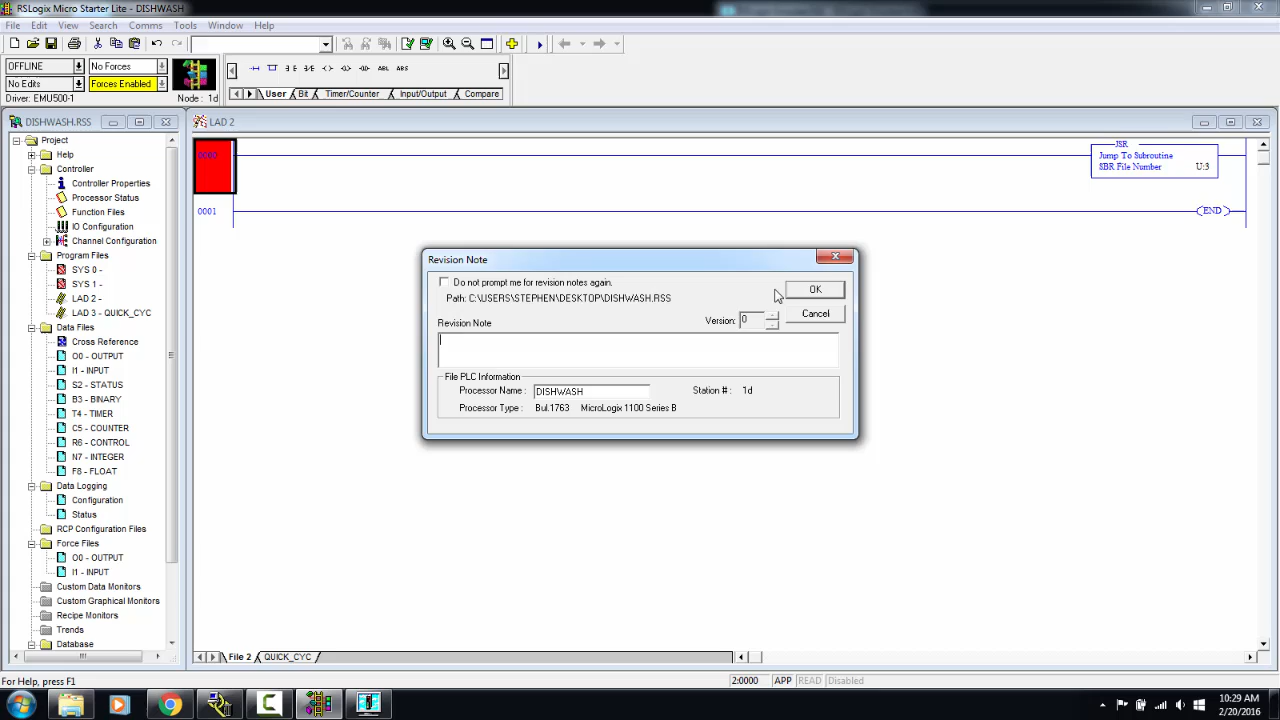 RSLogix Micro Starter Lite - DISHWASH
File Edit View Search Comms Tools Window Help
OFFLINE No Forces
No Edits Forces Enabled
Driver: EMU500-1 Node : 1d
ABL ABS
User Bit Timer/Counter Input/Output Compare
DISHWASH.RSS
Project
Help
Controller
Controller Properties
Processor Status
Function Files
IO Configuration
Channel Configuration
Program Files
SYS 0 -
SYS 1 -
LAD 2 -
LAD 3 - QUICK_CYC
Data Files
Cross Reference
O0 - OUTPUT
I1 - INPUT
S2 - STATUS
B3 - BINARY
T4 - TIMER
C5 - COUNTER
R6 - CONTROL
N7 - INTEGER
F8 - FLOAT
Data Logging
Configuration
Status
RCP Configuration Files
Force Files
O0 - OUTPUT
I1 - INPUT
Custom Data Monitors
Custom Graphical Monitors
Recipe Monitors
Trends
Database
LAD 2
0000
JSR
Jump To Subroutine
SBR File Number U:3
0001
END
Revision Note
Do not prompt me for revision notes again.
Path: C:\USERS\STEPHEN\DESKTOP\DISHWASH.RSS
OK
Cancel
Version: 0
Revision Note
File PLC Information
Processor Name : DISHWASH Station # : 1d
Processor Type : Bul.1763 MicroLogix 1100 Series B
File 2 QUICK_CYC
For Help, press F1
2:0000 APP READ Disabled
10:29 AM
2/20/2016